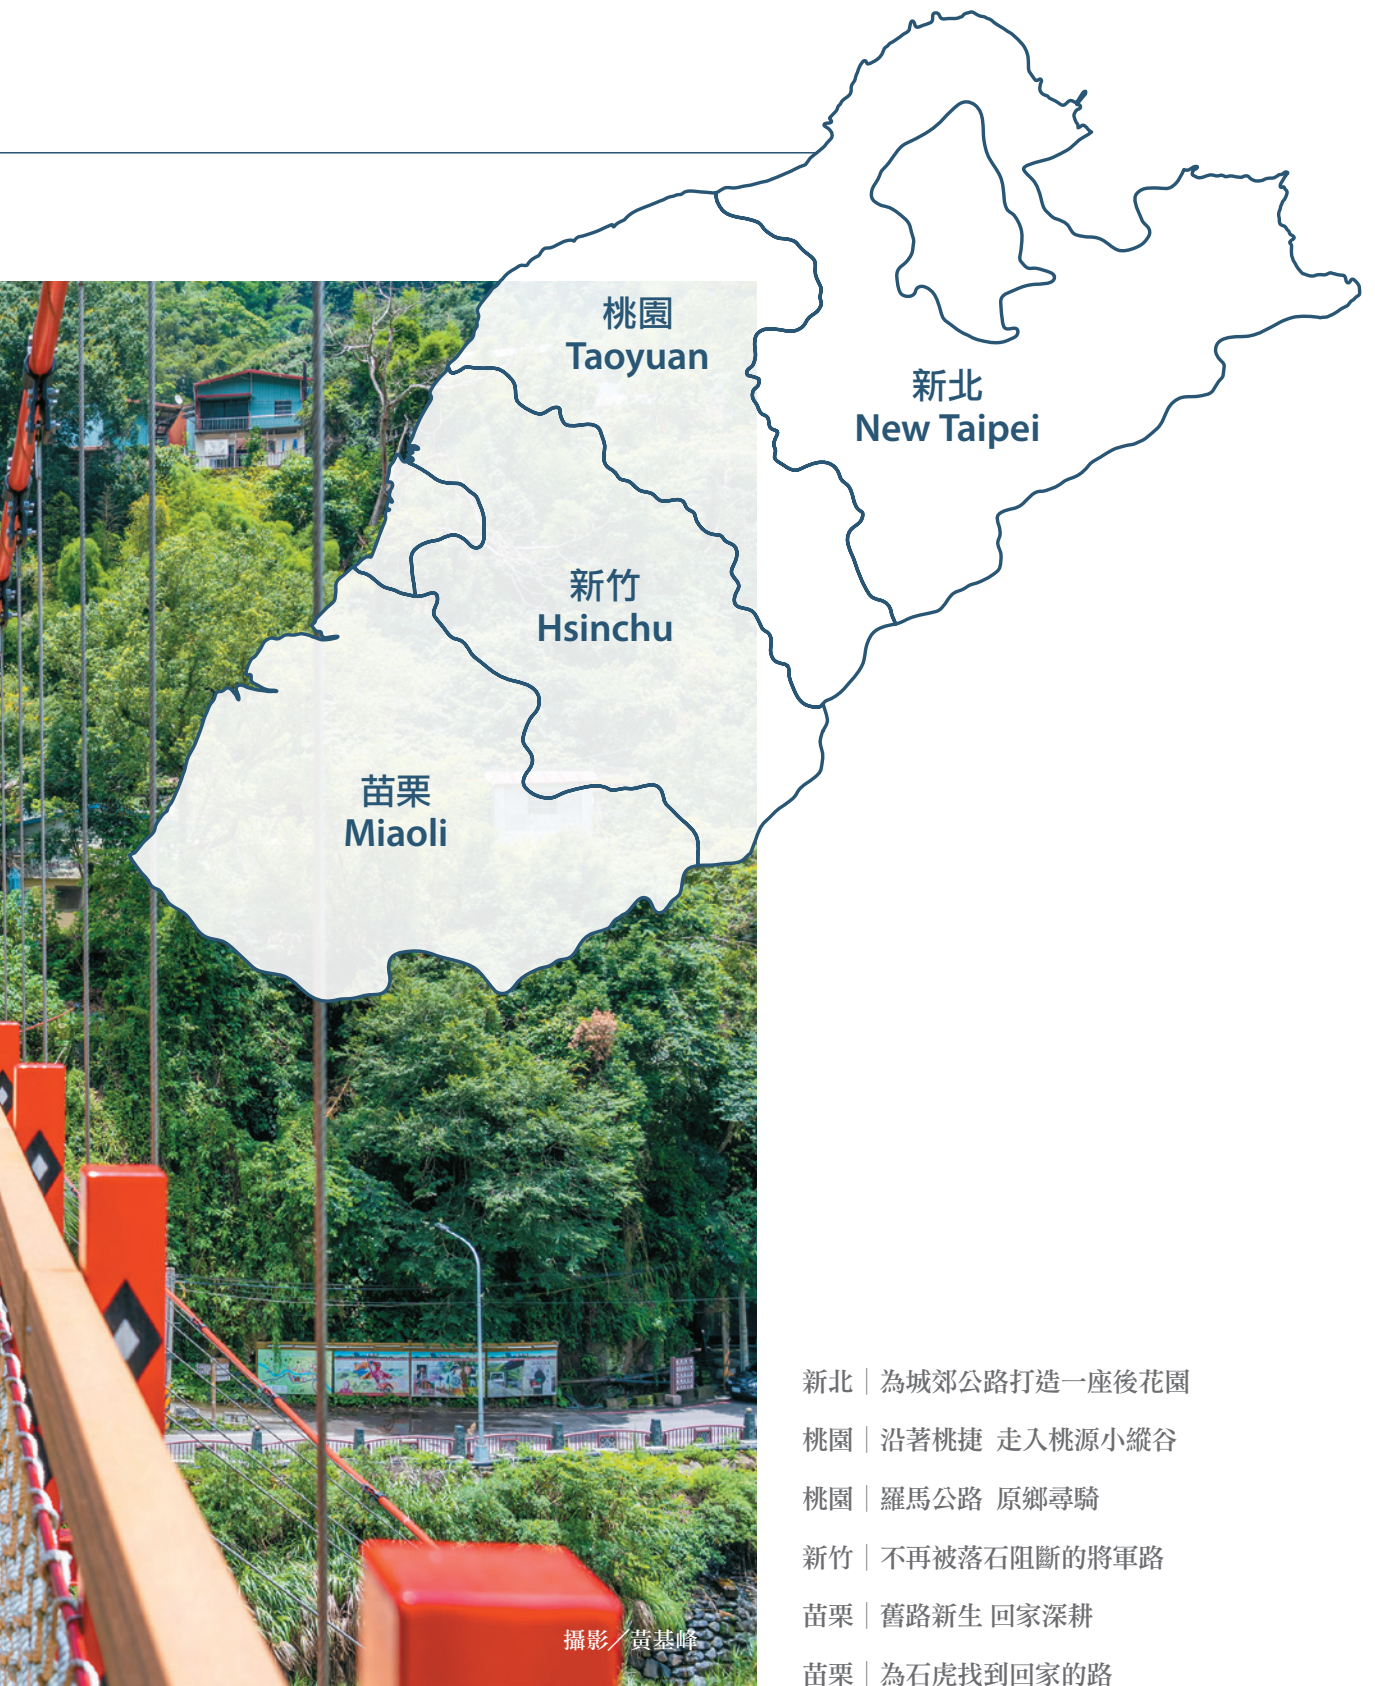 桃園
Taoyuan
新北
New Taipei
新竹
Hsinchu
苗栗
Miaoli
新北｜為城郊公路打造一座後花園
桃園｜沿著桃捷 走入桃源小縱谷
桃園｜羅馬公路 原鄉尋騎
新竹｜不再被落石阻斷的將軍路
苗栗｜舊路新生 回家深耕
苗栗｜為石虎找到回家的路
攝影／黃基峰